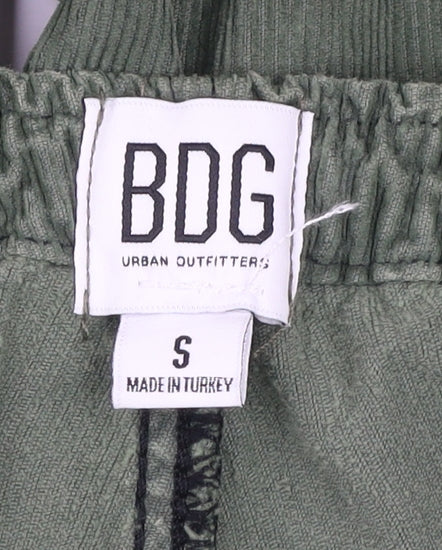 BDG
URBAN OUTFITTERS
S
MADE IN TURKEY